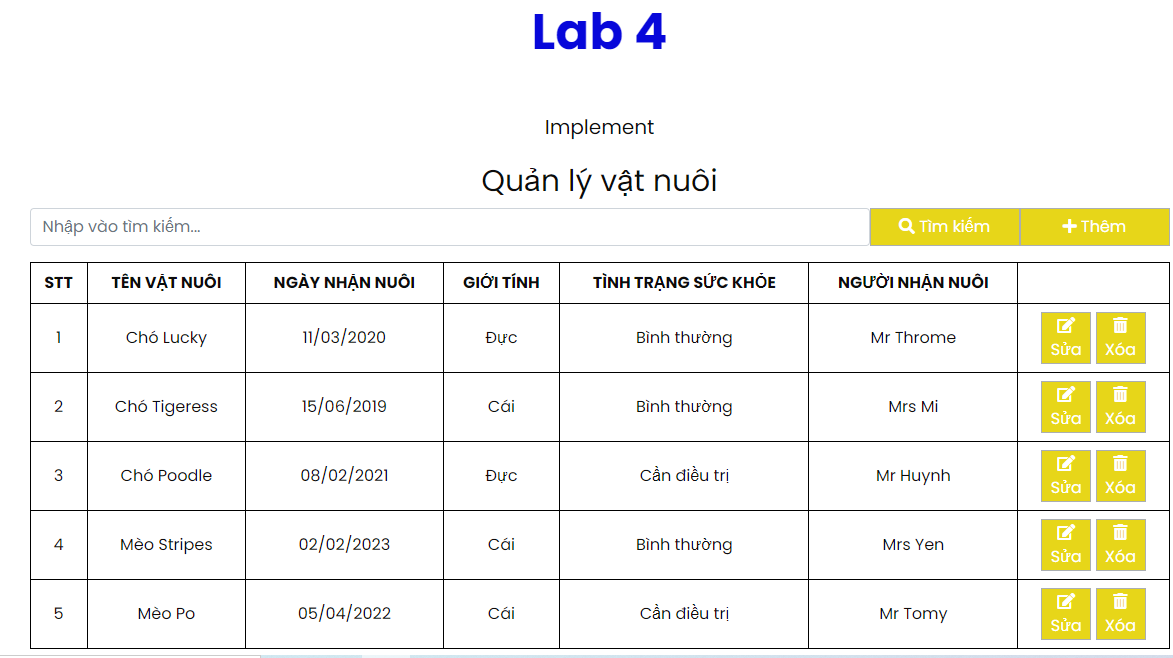 Lab 4
Implement
Quản lý vật nuôi
Nhập vào tìm kiếm... Tìm kiếm Thêm
STT TÊN VẬT NUÔI NGÀY NHẬN NUÔI GIỚI TÍNH TÌNH TRẠNG SỨC KHỎE NGƯỜI NHẬN NUÔI
1 Chó Lucky 11/03/2020 Đực Bình thường Mr Throme Sửa Xóa
2 Chó Tigeress 15/06/2019 Cái Bình thường Mrs Mi Sửa Xóa
3 Chó Poodle 08/02/2021 Đực Cần điều trị Mr Huynh Sửa Xóa
4 Mèo Stripes 02/02/2023 Cái Bình thường Mrs Yen Sửa Xóa
5 Mèo Po 05/04/2022 Cái Cần điều trị Mr Tomy Sửa Xóa